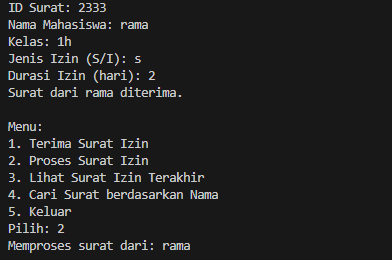 ID Surat: 2333
Nama Mahasiswa: rama
Kelas: 1h
Jenis Izin (S/I): s
Durasi Izin (hari): 2
Surat dari rama diterima.

Menu:
1. Terima Surat Izin
2. Proses Surat Izin
3. Lihat Surat Izin Terakhir
4. Cari Surat berdasarkan Nama
5. Keluar
Pilih: 2
Memproses surat dari: rama